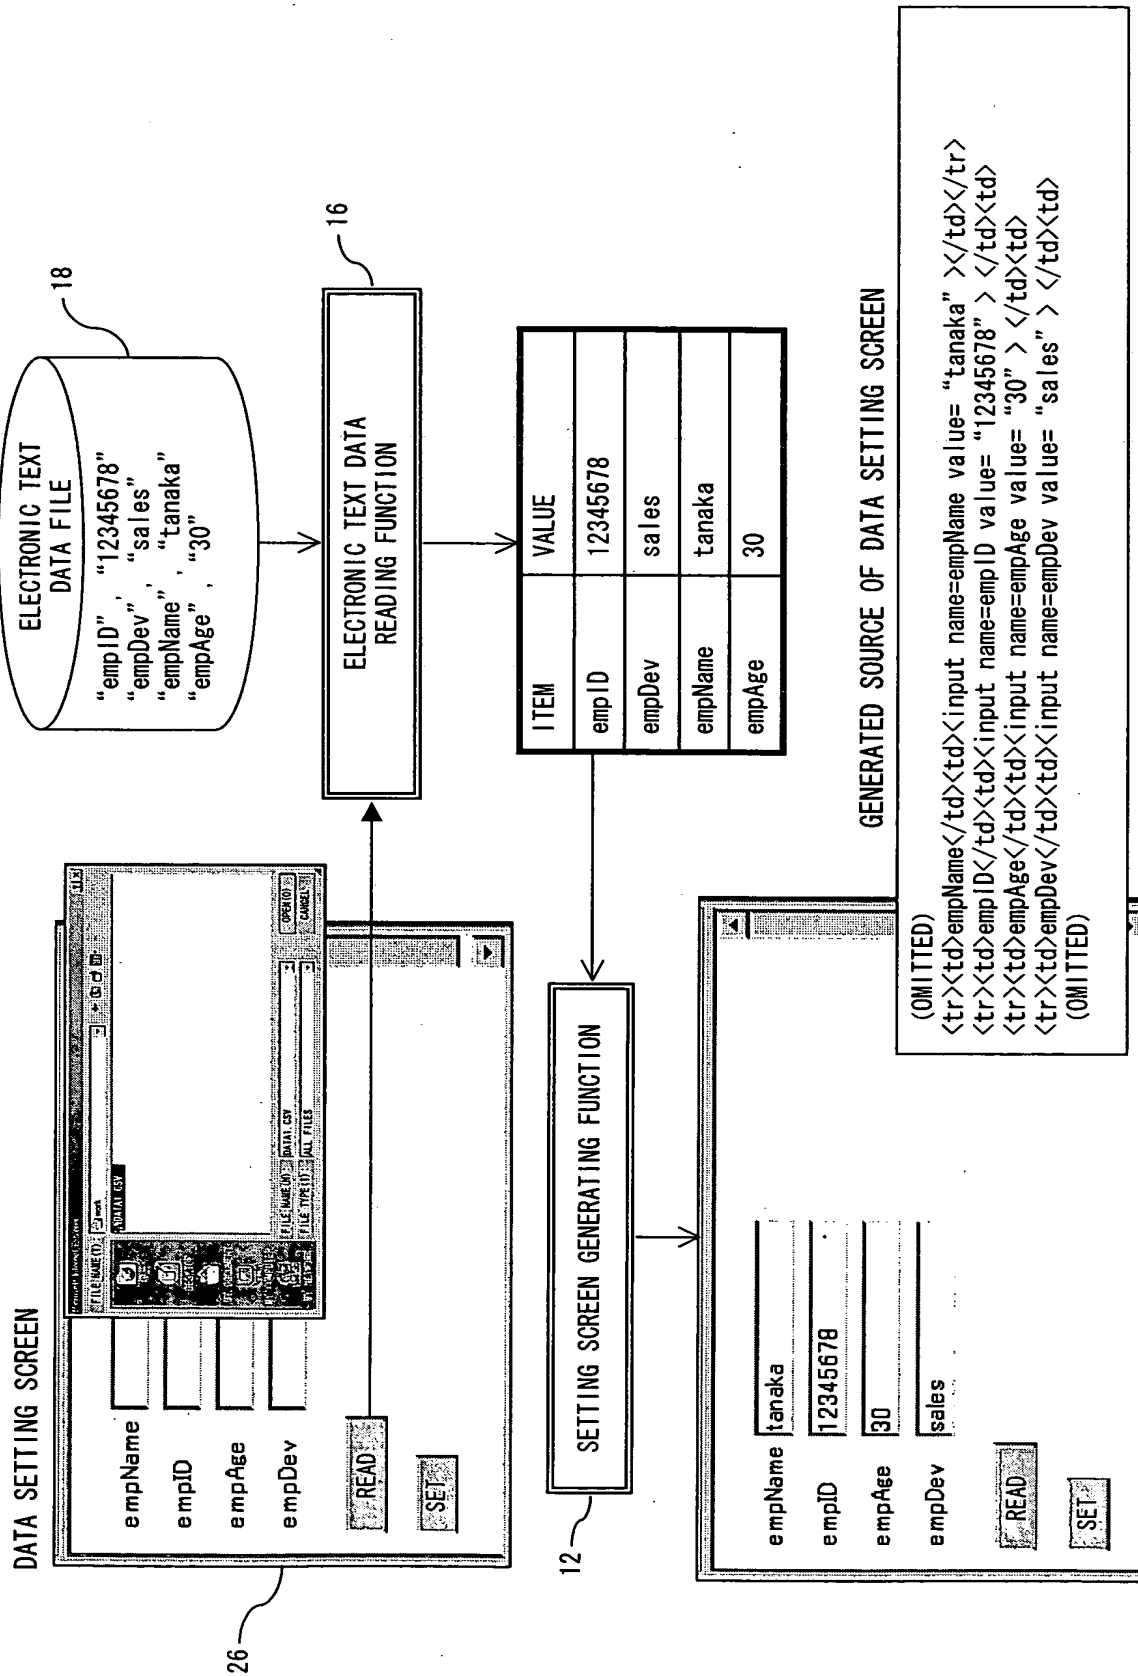 DATA SETTING SCREEN
26
empName
empID
empAge
empDev
READ
SET
FILE NAME(I):
work
DATA1.CSV
FILE NAME(N):
DATA1.CSV
OPEN(O)
FILE TYPE(T):
ALL FILES
CANCEL
ELECTRONIC TEXT
DATA FILE
18
“empID”, “12345678”
“empDev”, “sales”
“empName”, “tanaka”
“empAge”, “30”
ELECTRONIC TEXT DATA
READING FUNCTION
16
ITEM VALUE
empID 12345678
empDev sales
empName tanaka
empAge 30
12
SETTING SCREEN GENERATING FUNCTION
empName tanaka
empID 12345678
empAge 30
empDev sales
READ
SET
GENERATED SOURCE OF DATA SETTING SCREEN
(OMITTED)
<tr><td>empName</td><td><input name=empName value= “tanaka” ></td></tr>
<tr><td>empID</td><td><input name=empID value= “12345678” > </td><td>
<tr><td>empAge</td><td><input name=empAge value= “30” > </td><td>
<tr><td>empDev</td><td><input name=empDev value= “sales” > </td><td>
(OMITTED)